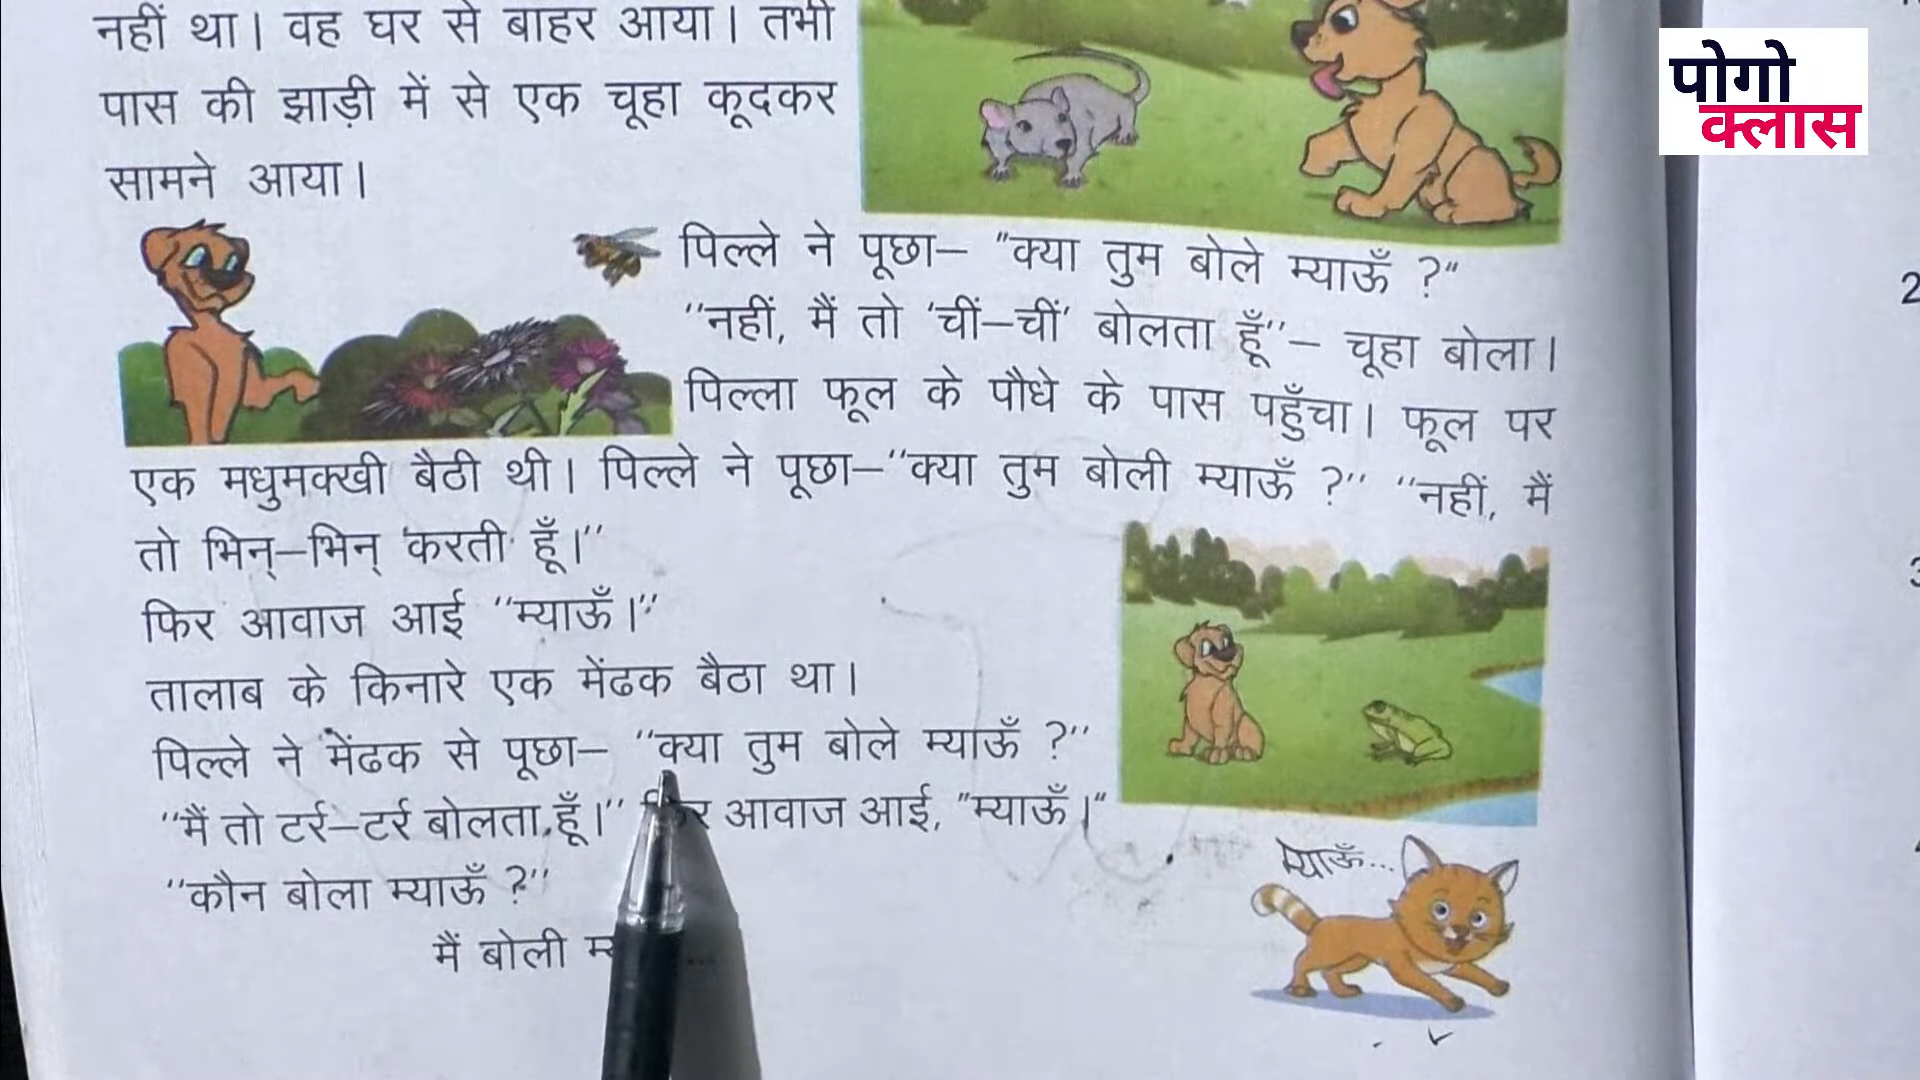 नहीं था। वह घर से बाहर आया। तभी
पास की झाड़ी में से एक चूहा कूदकर
सामने आया।
पिल्ले ने पूछा– "क्या तुम बोले म्याऊँ ?"
''नहीं, मैं तो 'चीं–चीं' बोलता हूँ''– चूहा बोला।
पिल्ला फूल के पौधे के पास पहुँचा। फूल पर
एक मधुमक्खी बैठी थी। पिल्ले ने पूछा–''क्या तुम बोली म्याऊँ ?'' ''नहीं, मैं
तो भिन्–भिन् करती हूँ।''
फिर आवाज आई ''म्याऊँ।''
तालाब के किनारे एक मेंढक बैठा था।
पिल्ले ने मेंढक से पूछा– ''क्या तुम बोले म्याऊँ ?''
''मैं तो टर्र–टर्र बोलता हूँ।'' आवाज आई, "म्याऊँ।"
''कौन बोला म्याऊँ ?''
मैं बोली
म्याऊँ...
पोगो
क्लास
2